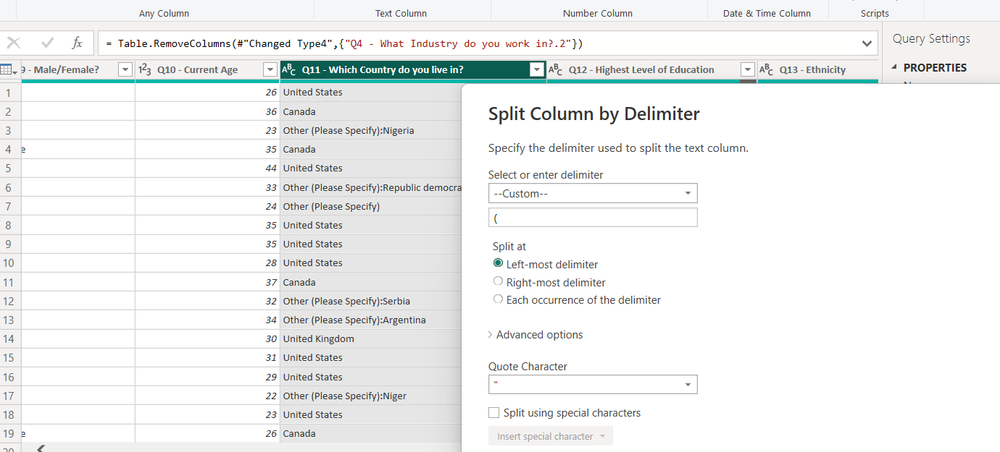 Any Column Text Column Number Column Date & Time Column Scripts
fx = Table.RemoveColumns(#"Changed Type4",{"Q4 - What Industry do you work in?.2"}) Query Settings
9 - Male/Female? 123 Q10 - Current Age ABC Q11 - Which Country do you live in? ABC Q12 - Highest Level of Education ABC Q13 - Ethnicity PROPERTIES
1 26 United States
2 36 Canada
3 23 Other (Please Specify):Nigeria
4 e 35 Canada
5 44 United States
6 33 Other (Please Specify):Republic democra
7 24 Other (Please Specify)
8 35 United States
9 35 United States
10 28 United States
11 37 Canada
12 32 Other (Please Specify):Serbia
13 34 Other (Please Specify):Argentina
14 30 United Kingdom
15 31 United States
16 29 United States
17 22 Other (Please Specify):Niger
18 23 United States
19 e 26 Canada
20
Split Column by Delimiter
Specify the delimiter used to split the text column.
Select or enter delimiter
--Custom--
(
Split at
Left-most delimiter
Right-most delimiter
Each occurrence of the delimiter
Advanced options
Quote Character
"
Split using special characters
Insert special character